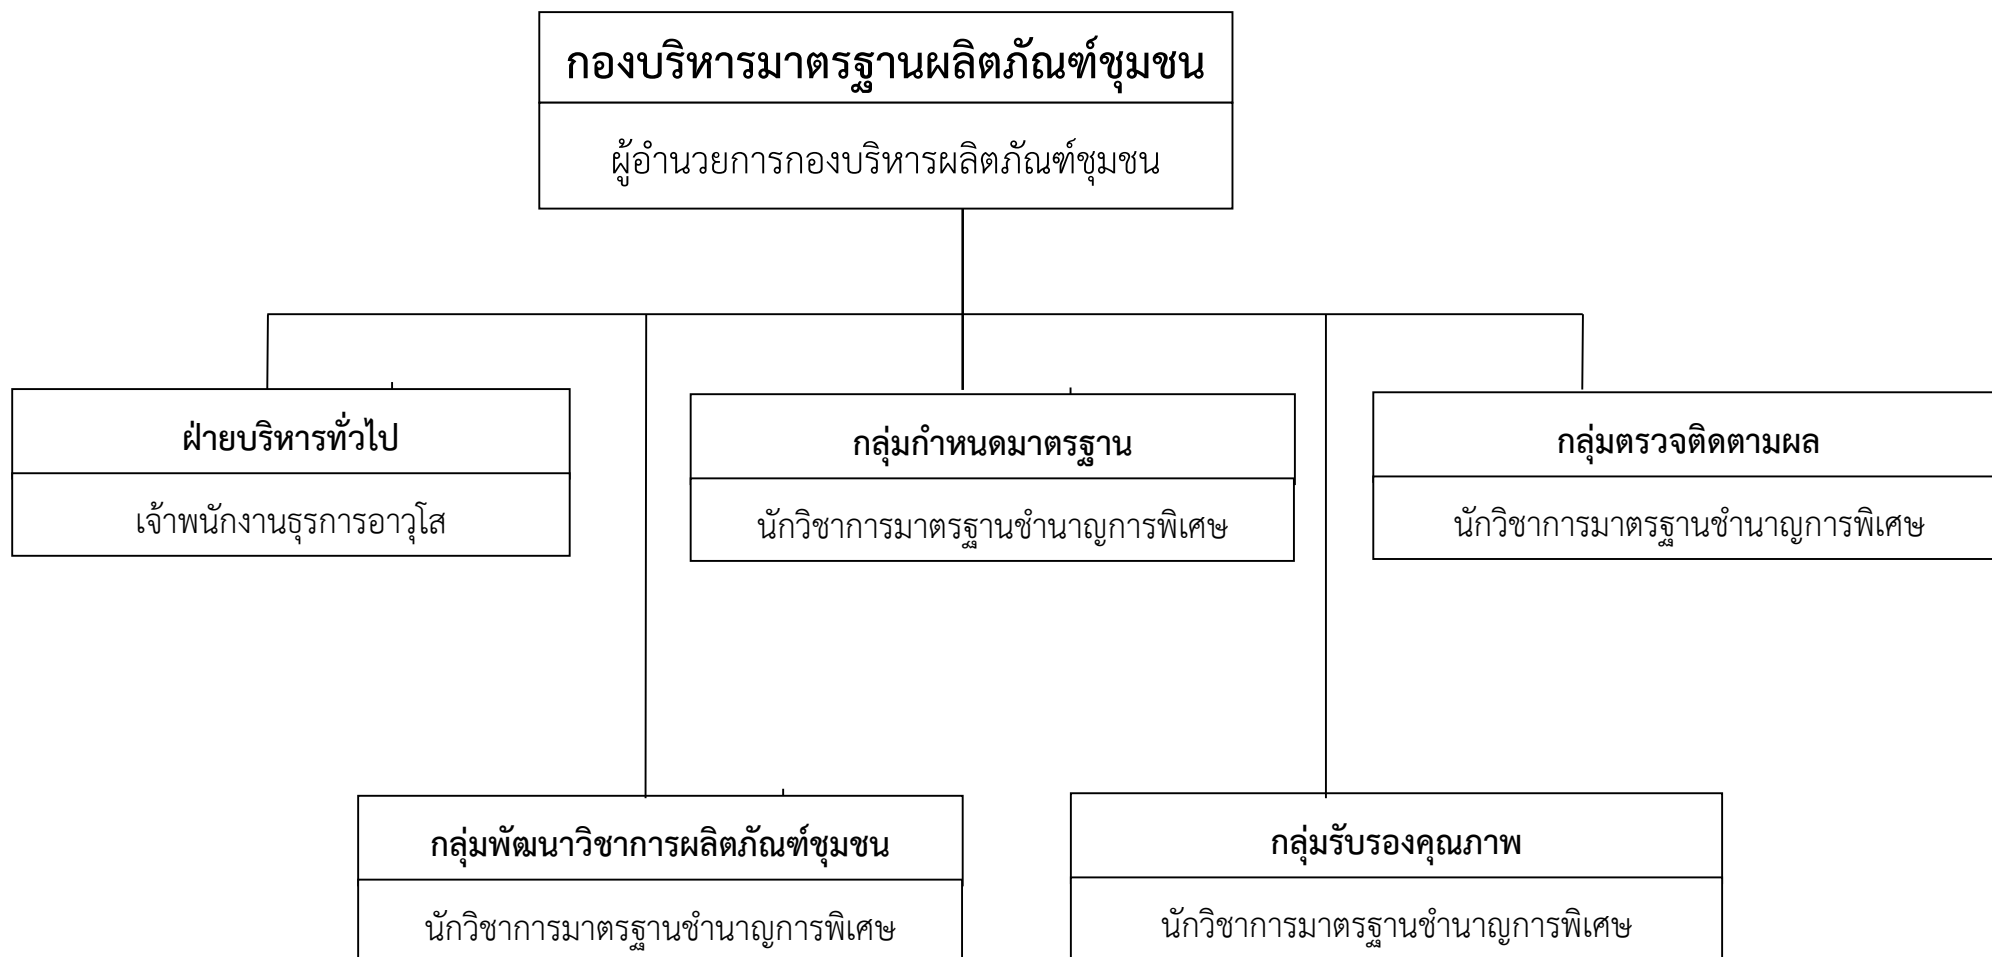 กองบริหารมาตรฐานผลิตภัณฑ์ชุมชน
ผู้อำนวยการกองบริหารผลิตภัณฑ์ชุมชน
ฝ่ายบริหารทั่วไป
เจ้าพนักงานธุรการอาวุโส
กลุ่มกำหนดมาตรฐาน
นักวิชาการมาตรฐานชำนาญการพิเศษ
กลุ่มตรวจติดตามผล
นักวิชาการมาตรฐานชำนาญการพิเศษ
กลุ่มพัฒนาวิชาการผลิตภัณฑ์ชุมชน
นักวิชาการมาตรฐานชำนาญการพิเศษ
กลุ่มรับรองคุณภาพ
นักวิชาการมาตรฐานชำนาญการพิเศษ